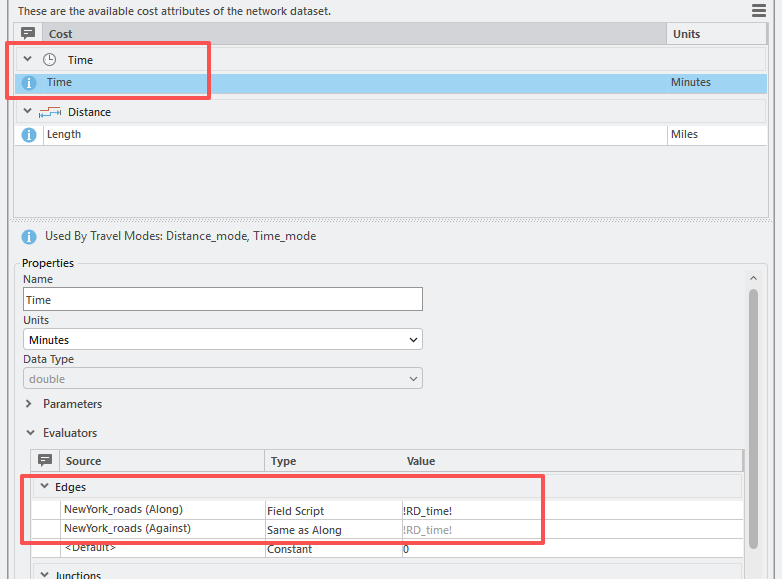 These are the available cost attributes of the network dataset.
Cost Units
Time
Time Minutes
Distance
Length Miles
Used By Travel Modes: Distance_mode, Time_mode
Properties
Name
Time
Units
Minutes
Data Type
double
Parameters
Evaluators
Source Type Value
Edges
NewYork_roads (Along) Field Script !RD_time!
NewYork_roads (Against) Same as Along !RD_time!
<Default> Constant 0
Junctions